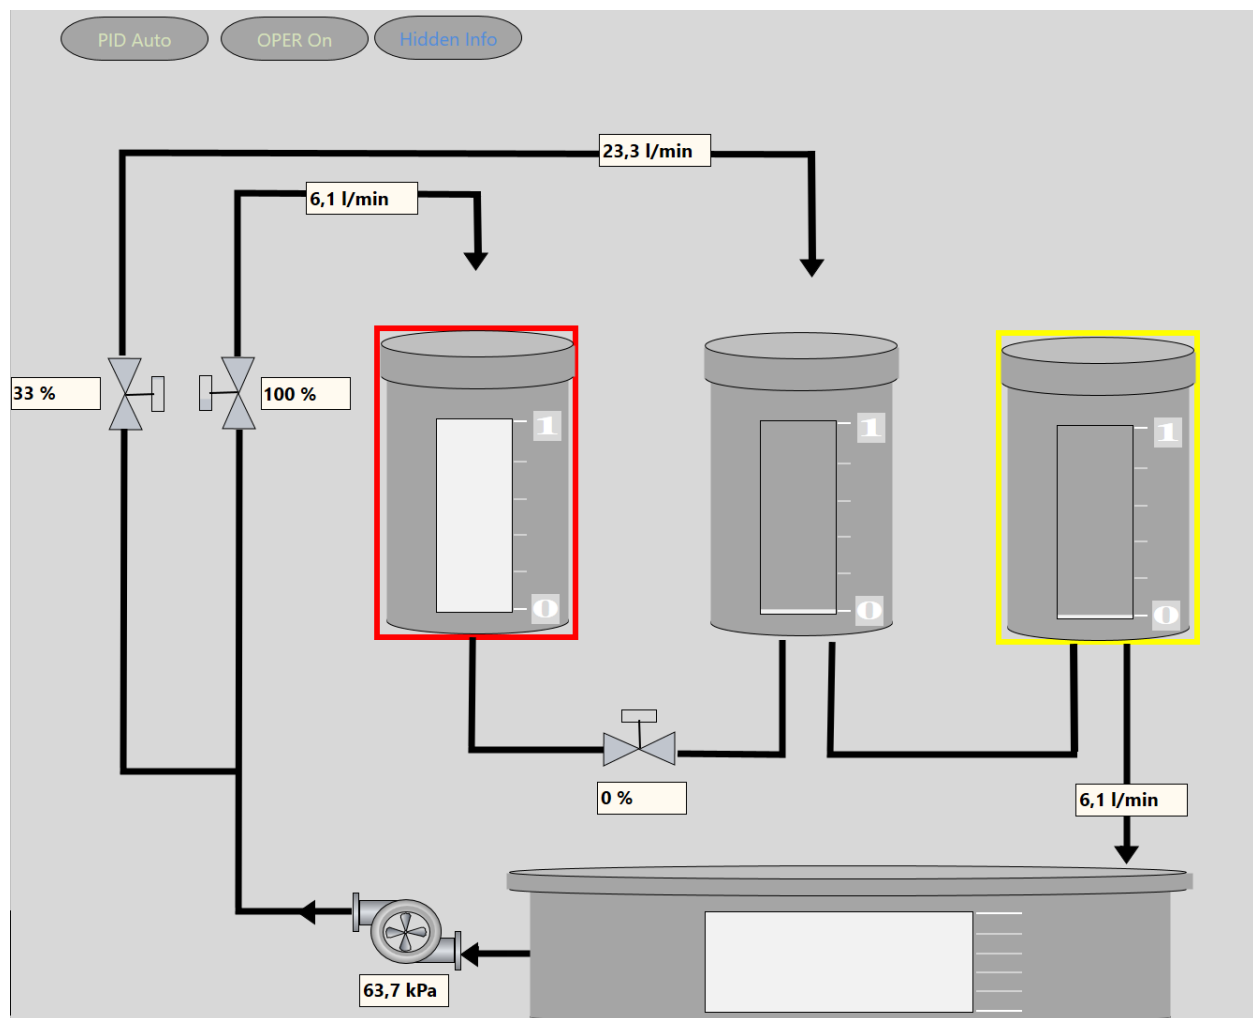 PID Auto
OPER On
Hidden Info
23,3 l/min
6,1 l/min
33 %
100 %
1
0
1
0
1
0
0 %
6,1 l/min
63,7 kPa